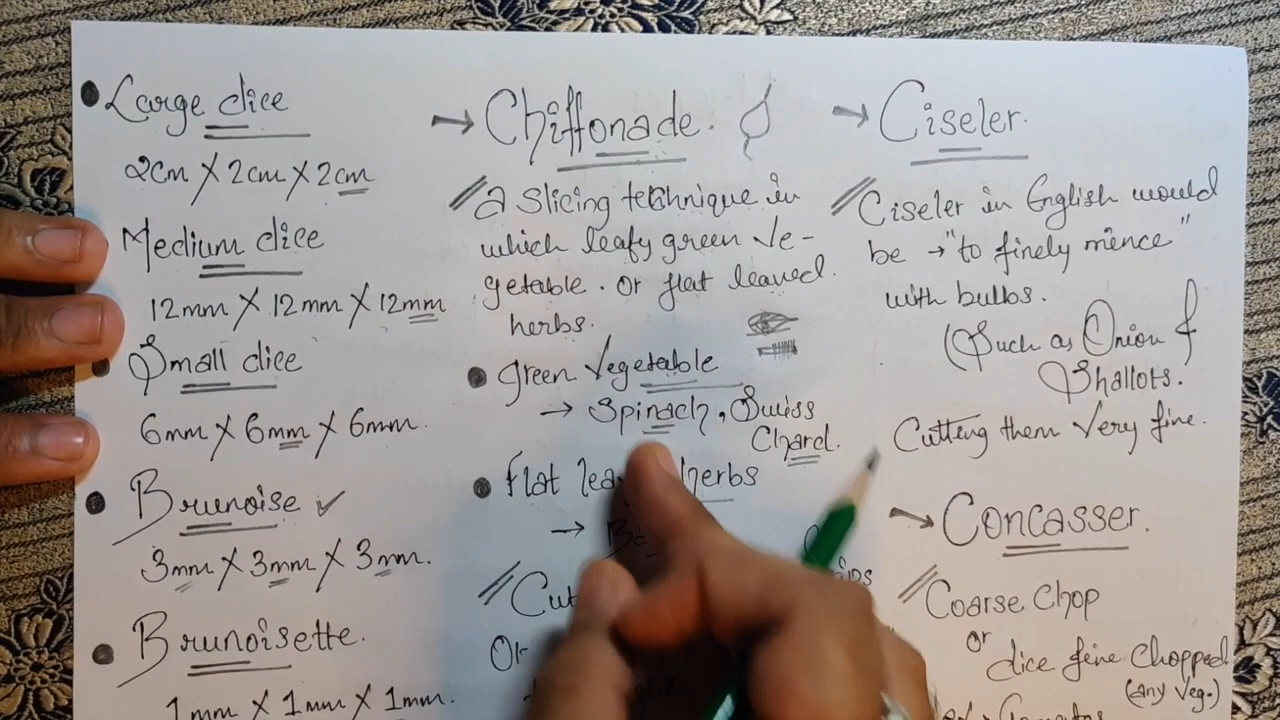 Large dice
2cm X 2cm X 2cm
Medium dice
12mm X 12mm X 12mm
Small dice
6mm X 6mm X 6mm.
Brunoise ✓
3mm X 3mm X 3mm.
Brunoisette.
1mm X 1mm X 1mm.
→ Chiffonade.
a slicing technique in
which leafy green ve-
getable. or flat leaved
herbs.
Green Vegetable
→ Spinach, Swiss
Chard.
Flat herbs
→
Cut
Or
→ Ciseler.
Ciseler in English would
be → "to finely mence"
with bulbs.
(Such as Onion &
Shallots.
Cutting them Very fine.
→ Concasser.
Coarse Chop
or
dice fine Chopped
(any Veg.)